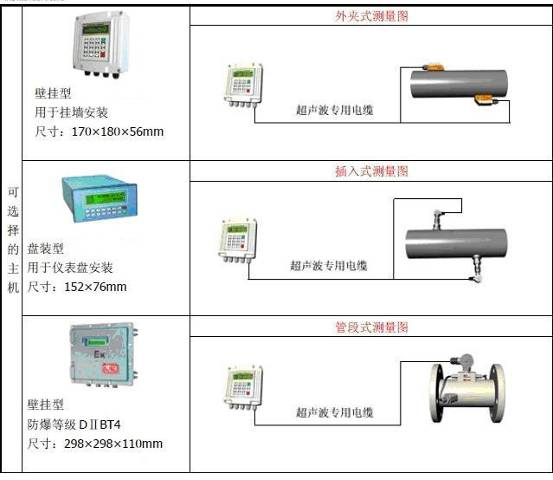 可选择的主机
壁挂型
用于挂墙安装
尺寸：170×180×56mm
外夹式测量图
超声波专用电缆
盘装型
用于仪表盘安装
尺寸：152×76mm
插入式测量图
超声波专用电缆
Ex
壁挂型
防爆等级 DⅡBT4
尺寸：298×298×110mm
管段式测量图
超声波专用电缆